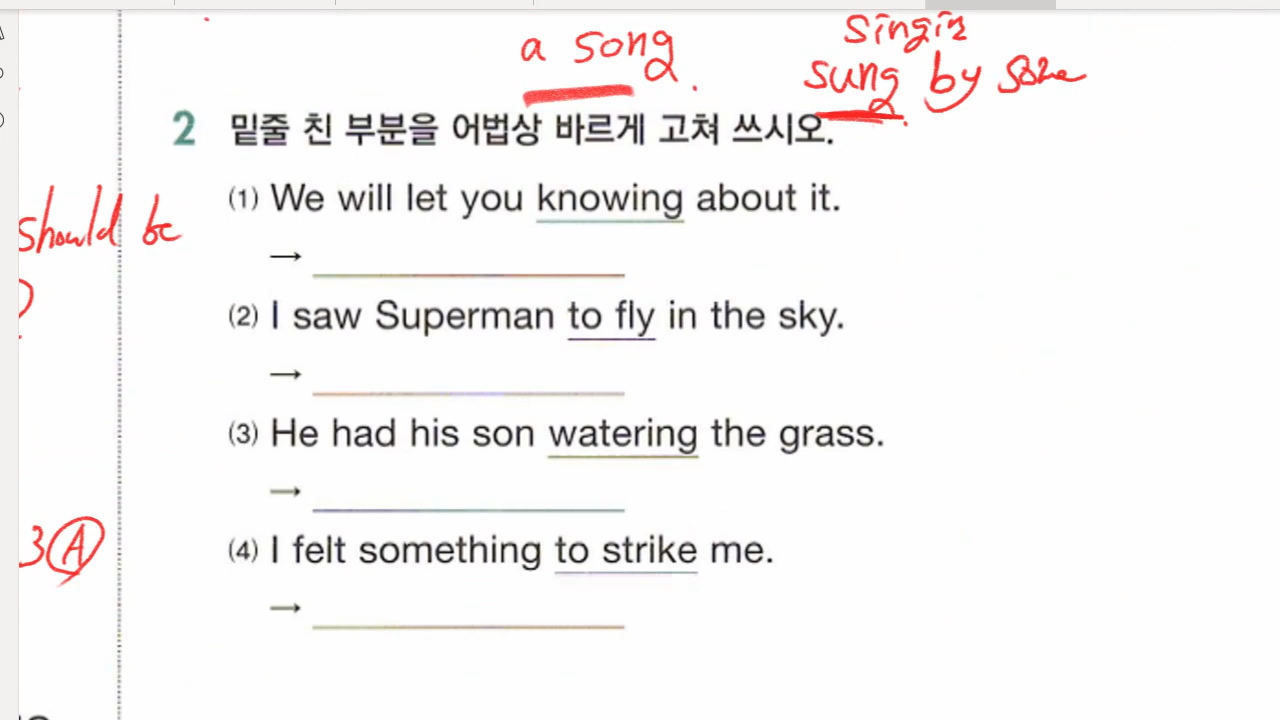 a song.
singing
sung by
2 밑줄 친 부분을 어법상 바르게 고쳐 쓰시오.
(1) We will let you knowing about it.
→
should be
(2) I saw Superman to fly in the sky.
→
(3) He had his son watering the grass.
→
3 Ⓐ
(4) I felt something to strike me.
→